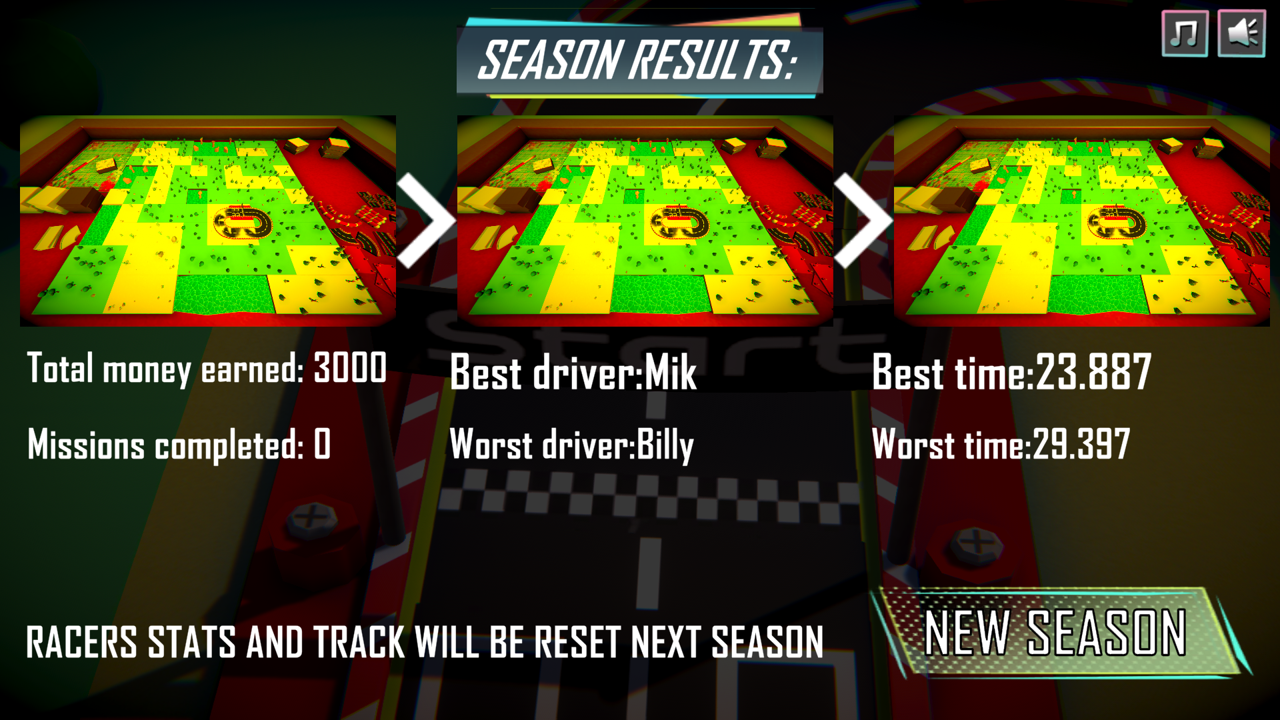 SEASON RESULTS:
Total money earned: 3000
Best driver:Mik
Best time:23.887
Missions completed: 0
Worst driver:Billy
Worst time:29.397
Start
RACERS STATS AND TRACK WILL BE RESET NEXT SEASON
NEW SEASON